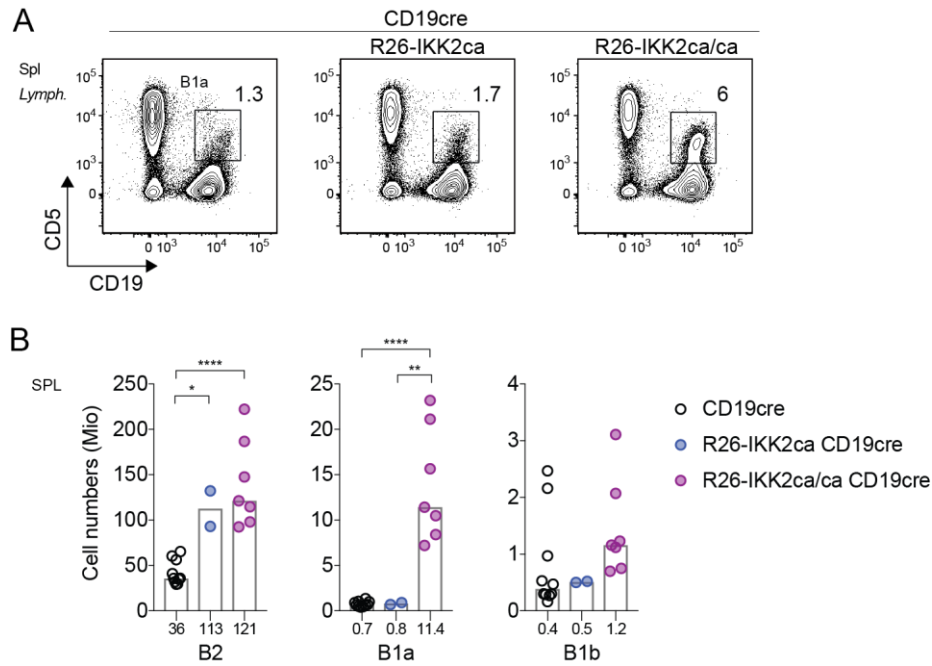 A
CD19cre
R26-IKK2ca
R26-IKK2ca/ca
Spl
Lymph.
B1a
1.3
1.7
6
10⁵
10⁴
10³
0
0 10³ 10⁴ 10⁵
10⁵
10⁴
10³
0
0 10³ 10⁴ 10⁵
10⁵
10⁴
10³
0
0 10³ 10⁴ 10⁵
CD5
CD19
B
SPL
Cell numbers (Mio)
****
*
250
200
150
100
50
0
36 113 121
B2
****
**
25
20
15
10
5
0
0.7 0.8 11.4
B1a
4
3
2
1
0
0.4 0.5 1.2
B1b
CD19cre
R26-IKK2ca CD19cre
R26-IKK2ca/ca CD19cre